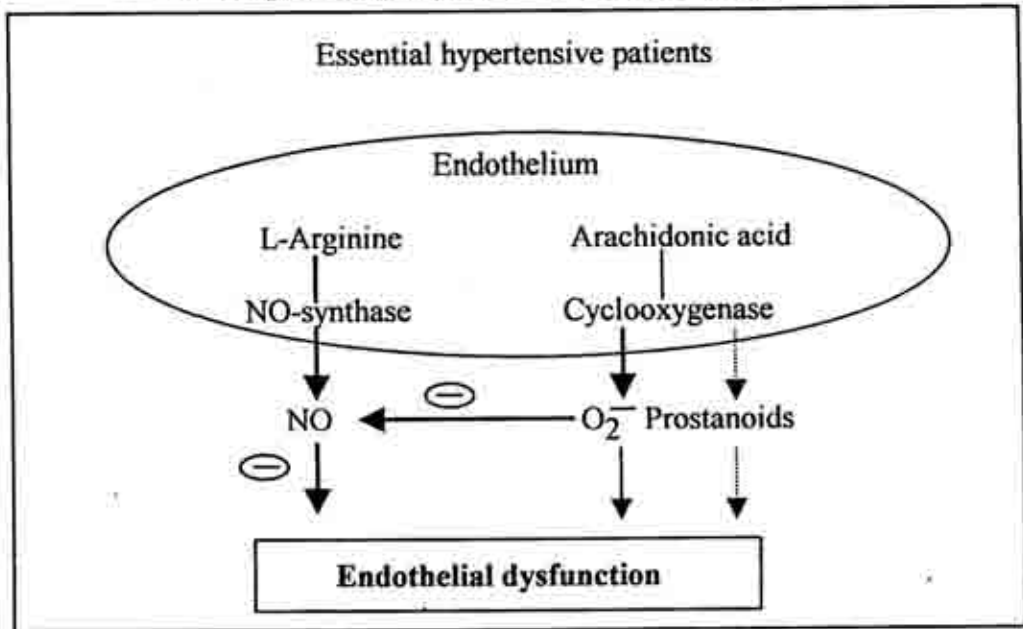 Essential hypertensive patients
Endothelium
L-Arginine Arachidonic acid
NO-synthase Cyclooxygenase
NO O2− Prostanoids
Endothelial dysfunction